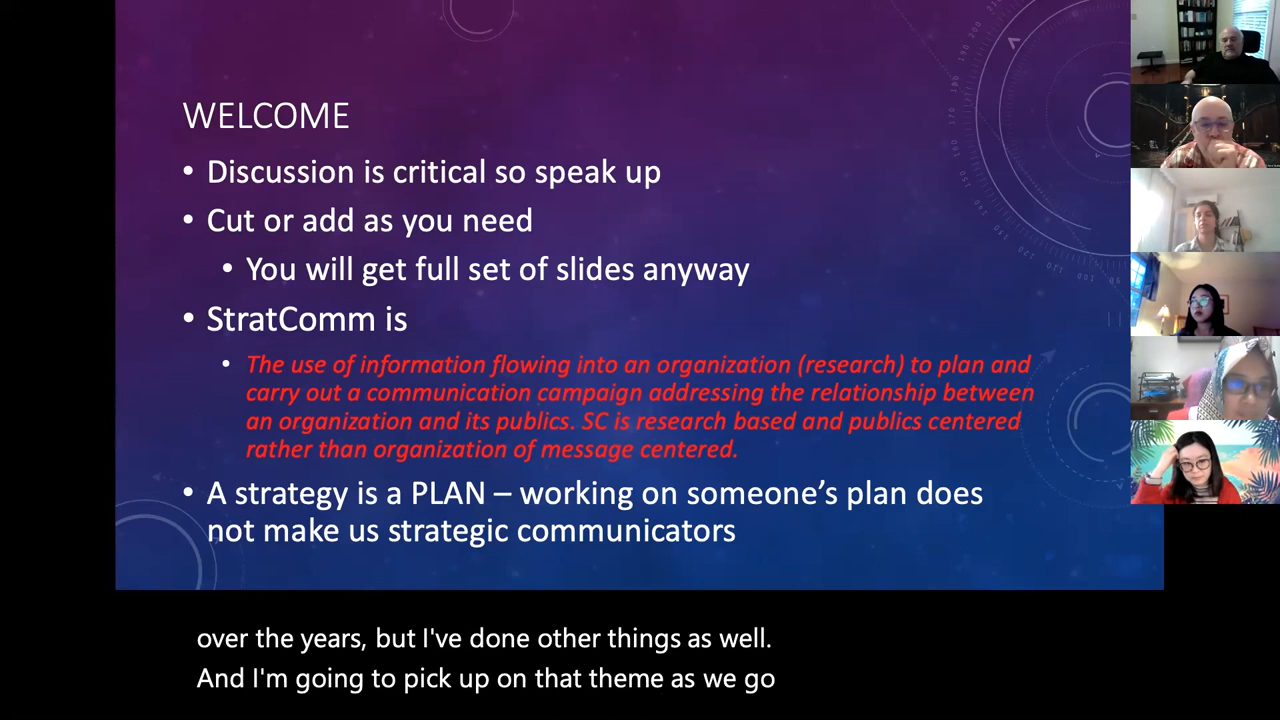 WELCOME
• Discussion is critical so speak up
• Cut or add as you need
• You will get full set of slides anyway
• StratComm is
• The use of information flowing into an organization (research) to plan and
carry out a communication campaign addressing the relationship between
an organization and its publics. SC is research based and publics centered
rather than organization of message centered.
• A strategy is a PLAN – working on someone's plan does
not make us strategic communicators
over the years, but I've done other things as well.
And I'm going to pick up on that theme as we go